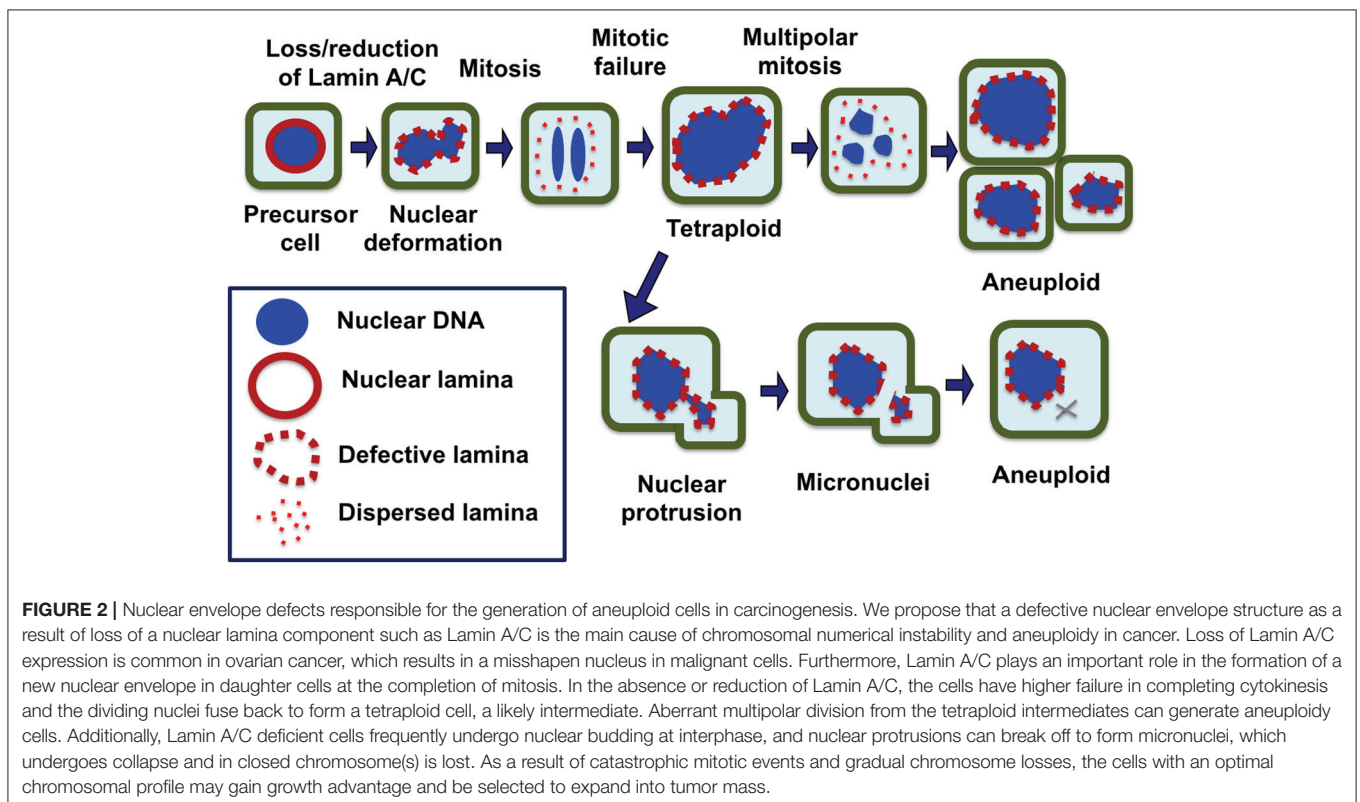 Loss/reduction
of Lamin A/C
Mitosis
Mitotic
failure
Multipolar
mitosis
Precursor
cell
Nuclear
deformation
Tetraploid
Aneuploid
Nuclear DNA
Nuclear lamina
Defective lamina
Dispersed lamina
Nuclear
protrusion
Micronuclei
Aneuploid
FIGURE 2 | Nuclear envelope defects responsible for the generation of aneuploid cells in carcinogenesis. We propose that a defective nuclear envelope structure as a
result of loss of a nuclear lamina component such as Lamin A/C is the main cause of chromosomal numerical instability and aneuploidy in cancer. Loss of Lamin A/C
expression is common in ovarian cancer, which results in a misshapen nucleus in malignant cells. Furthermore, Lamin A/C plays an important role in the formation of a
new nuclear envelope in daughter cells at the completion of mitosis. In the absence or reduction of Lamin A/C, the cells have higher failure in completing cytokinesis
and the dividing nuclei fuse back to form a tetraploid cell, a likely intermediate. Aberrant multipolar division from the tetraploid intermediates can generate aneuploidy
cells. Additionally, Lamin A/C deficient cells frequently undergo nuclear budding at interphase, and nuclear protrusions can break off to form micronuclei, which
undergoes collapse and in closed chromosome(s) is lost. As a result of catastrophic mitotic events and gradual chromosome losses, the cells with an optimal
chromosomal profile may gain growth advantage and be selected to expand into tumor mass.